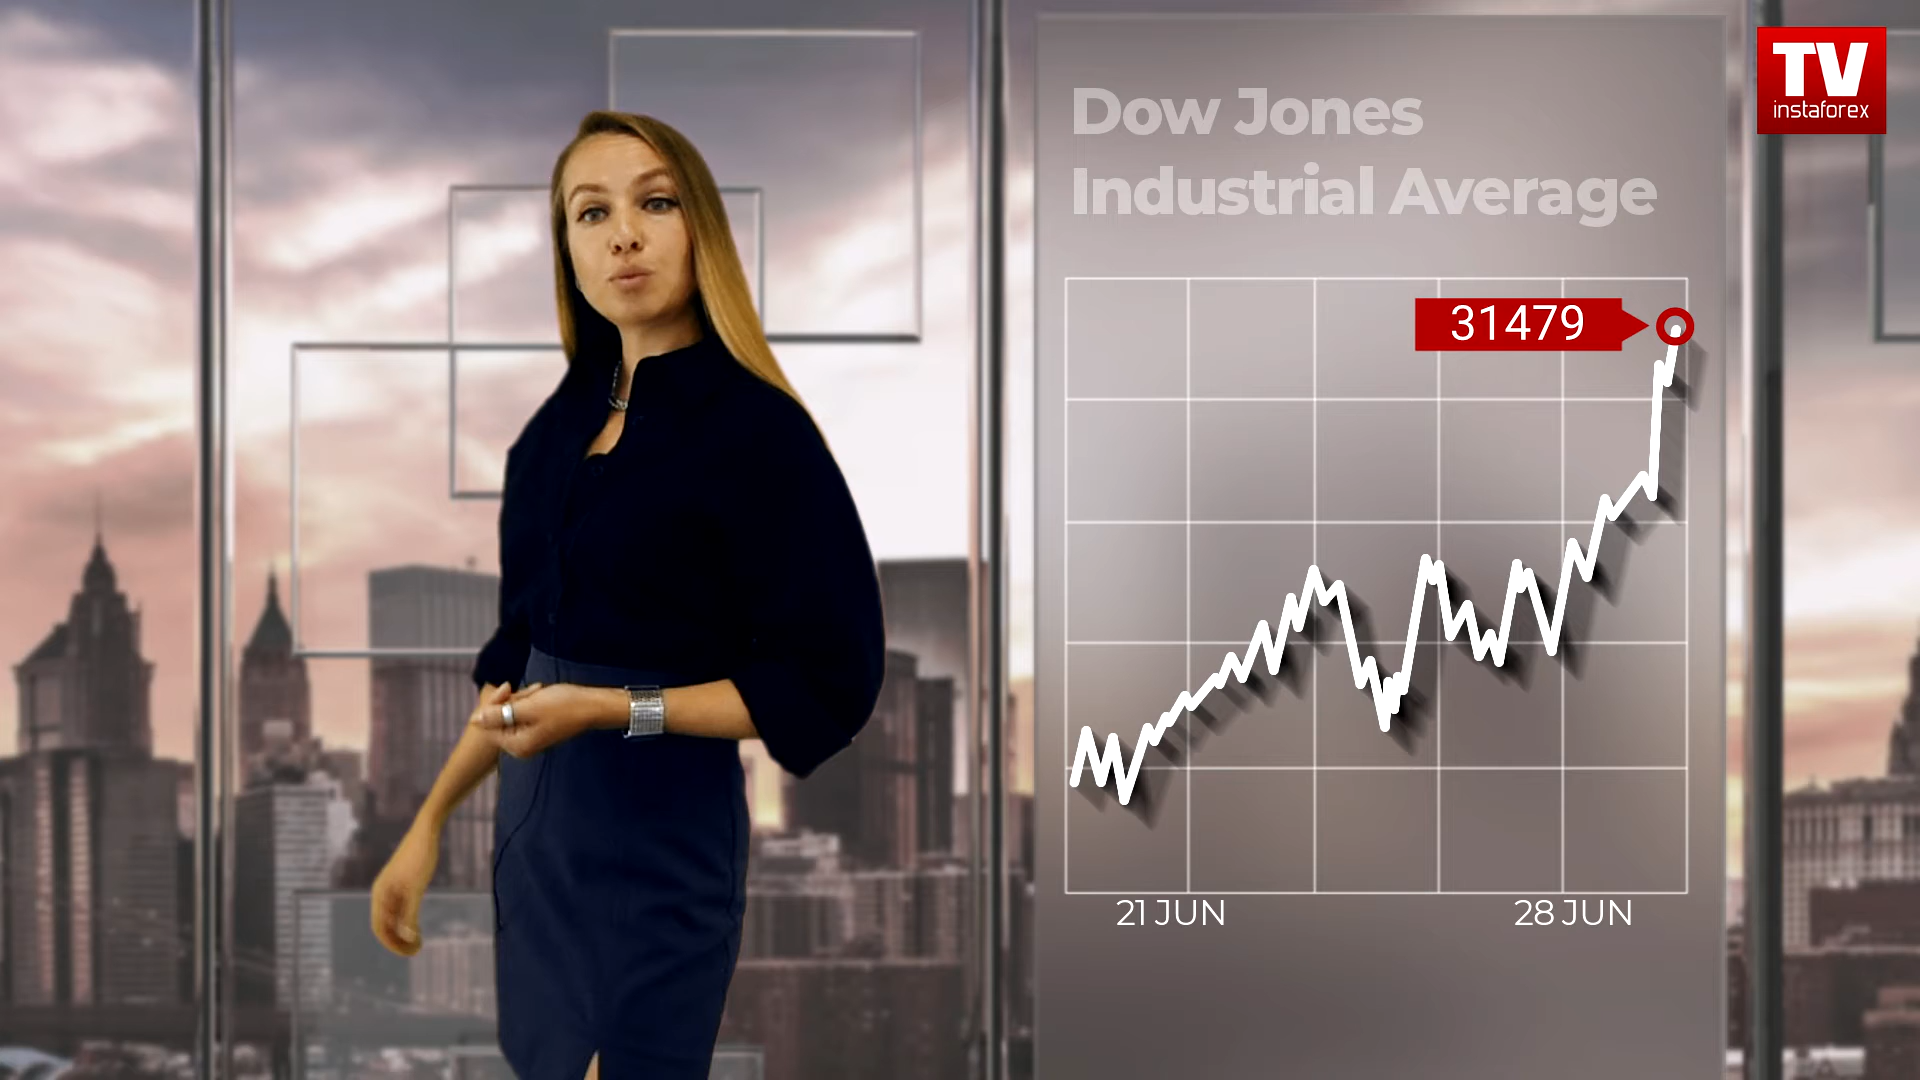 TV
instaforex
Dow Jones
Industrial Average
31479
21 JUN
28 JUN